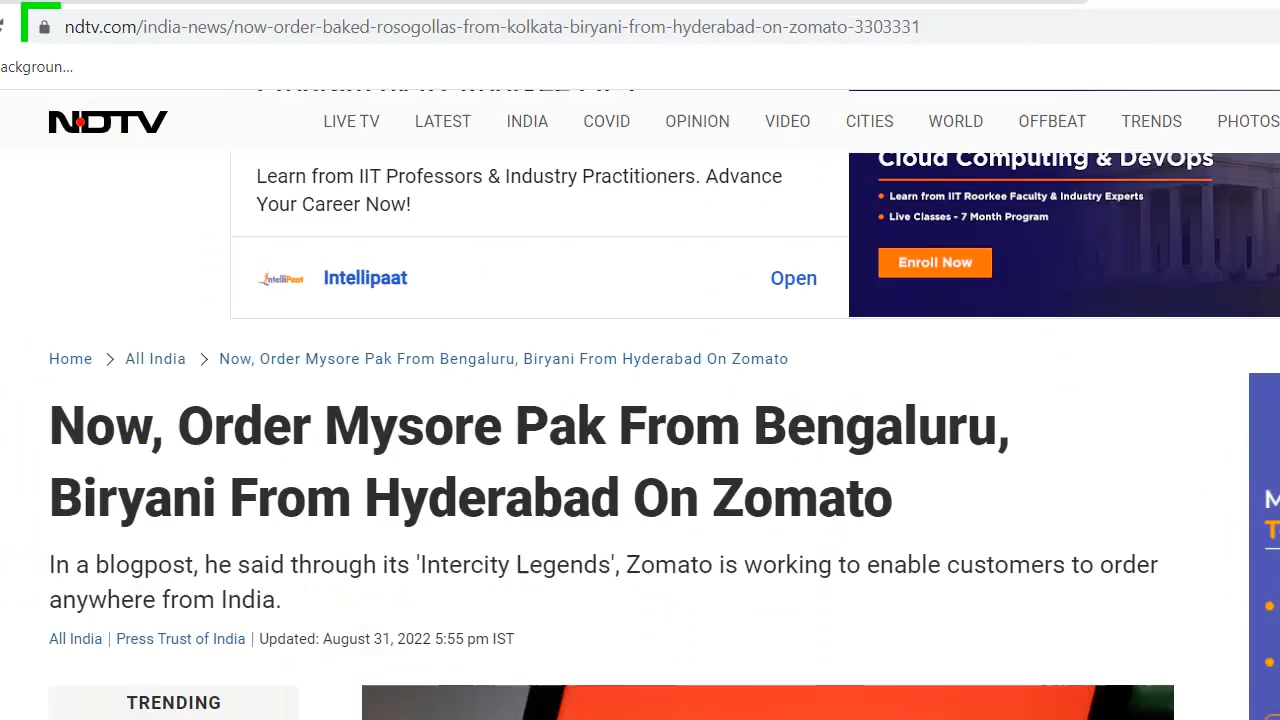 ndtv.com/india-news/now-order-baked-rosogollas-from-kolkata-biryani-from-hyderabad-on-zomato-3303331
ackgroun...
NDTV
LIVE TV LATEST INDIA COVID OPINION VIDEO CITIES WORLD OFFBEAT TRENDS PHOTOS
Learn from IIT Professors & Industry Practitioners. Advance
Your Career Now!
IntelliPaat Intellipaat Open
Cloud Computing & DevOps
Learn from IIT Roorkee Faculty & Industry Experts
Live Classes - 7 Month Program
Enroll Now
Home > All India > Now, Order Mysore Pak From Bengaluru, Biryani From Hyderabad On Zomato
Now, Order Mysore Pak From Bengaluru,
Biryani From Hyderabad On Zomato
In a blogpost, he said through its 'Intercity Legends', Zomato is working to enable customers to order
anywhere from India.
All India | Press Trust of India | Updated: August 31, 2022 5:55 pm IST
TRENDING